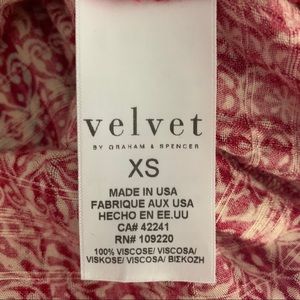 velvet
BY GRAHAM & SPENCER
XS
MADE IN USA
FABRIQUE AUX USA
HECHO EN EE.UU
CA# 42241
RN# 109220
100% VISCOSE/ VISCOSA/
VISKOSE/ VISCOSA/ ΒΙΣΚΟΖΗ